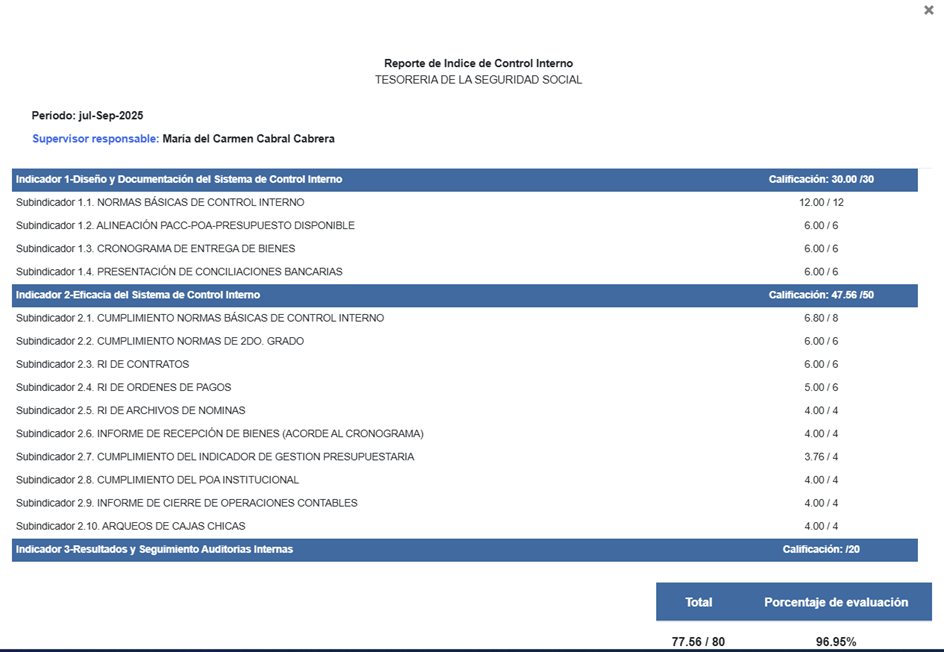 Reporte de Indice de Control Interno
TESORERIA DE LA SEGURIDAD SOCIAL
Período: jul-Sep-2025
Supervisor responsable: María del Carmen Cabral Cabrera
Indicador 1-Diseño y Documentación del Sistema de Control Interno Calificación: 30.00 /30
Subindicador 1.1. NORMAS BÁSICAS DE CONTROL INTERNO 12.00 / 12
Subindicador 1.2. ALINEACIÓN PACC-POA-PRESUPUESTO DISPONIBLE 6.00 / 6
Subindicador 1.3. CRONOGRAMA DE ENTREGA DE BIENES 6.00 / 6
Subindicador 1.4. PRESENTACIÓN DE CONCILIACIONES BANCARIAS 6.00 / 6
Indicador 2-Eficacia del Sistema de Control Interno Calificación: 47.56 /50
Subindicador 2.1. CUMPLIMIENTO NORMAS BÁSICAS DE CONTROL INTERNO 6.80 / 8
Subindicador 2.2. CUMPLIMIENTO NORMAS DE 2DO. GRADO 6.00 / 6
Subindicador 2.3. RI DE CONTRATOS 6.00 / 6
Subindicador 2.4. RI DE ORDENES DE PAGOS 5.00 / 6
Subindicador 2.5. RI DE ARCHIVOS DE NOMINAS 4.00 / 4
Subindicador 2.6. INFORME DE RECEPCIÓN DE BIENES (ACORDE AL CRONOGRAMA) 4.00 / 4
Subindicador 2.7. CUMPLIMIENTO DEL INDICADOR DE GESTION PRESUPUESTARIA 3.76 / 4
Subindicador 2.8. CUMPLIMIENTO DEL POA INSTITUCIONAL 4.00 / 4
Subindicador 2.9. INFORME DE CIERRE DE OPERACIONES CONTABLES 4.00 / 4
Subindicador 2.10. ARQUEOS DE CAJAS CHICAS 4.00 / 4
Indicador 3-Resultados y Seguimiento Auditorias Internas Calificación: /20
Total Porcentaje de evaluación
77.56 / 80 96.95%